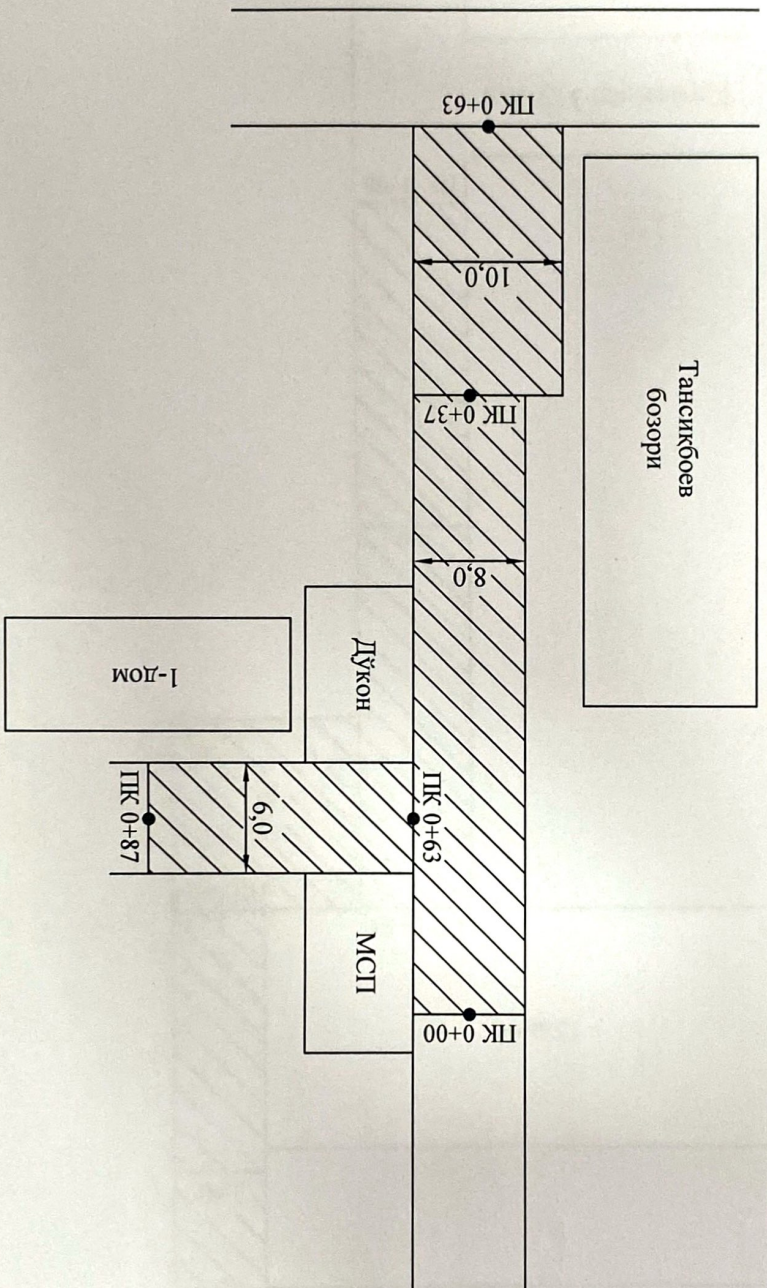 ПК 0+63
10,0
ПК 0+37
Тансикбоев
бозори
8,0
Дўкон
1-дом
ПК 0+87
6,0
ПК 0+63
МСП
ПК 0+00